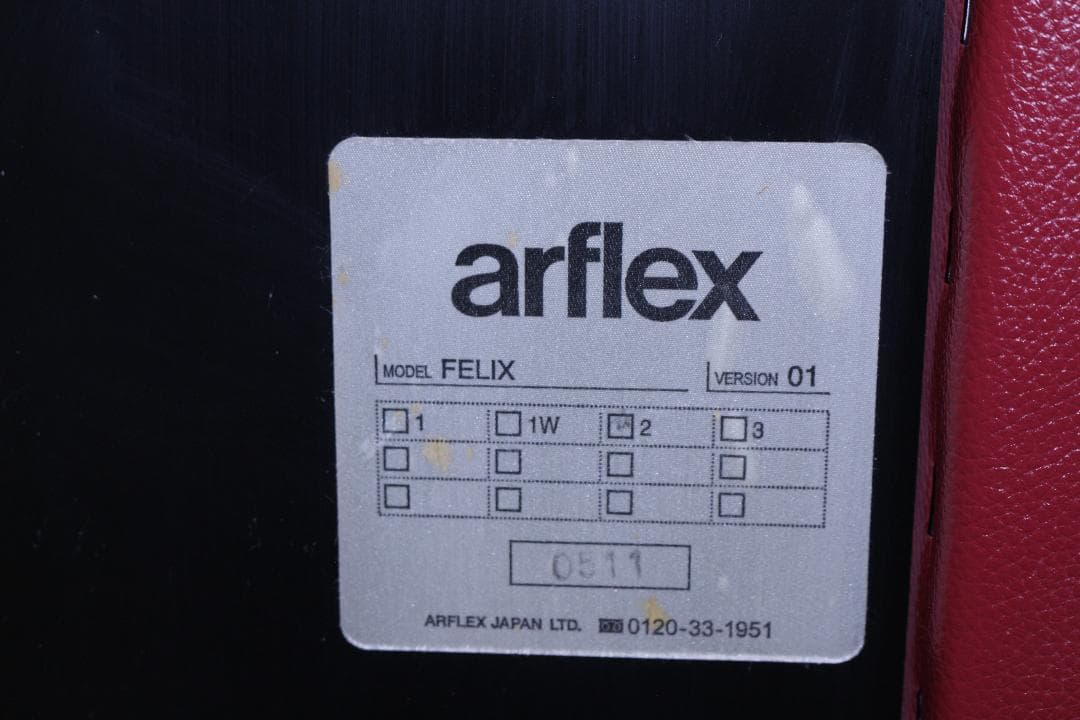 arflex
MODEL FELIX VERSION 01
1 1W 2 3
0511
ARFLEX JAPAN LTD. 0120-33-1951